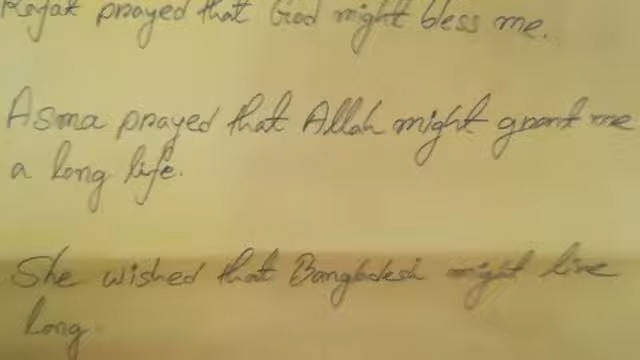 Rafat prayed that God might bless me.
Asma prayed that Allah might grant me
a long life.
She wished that Bangladesh might live
long